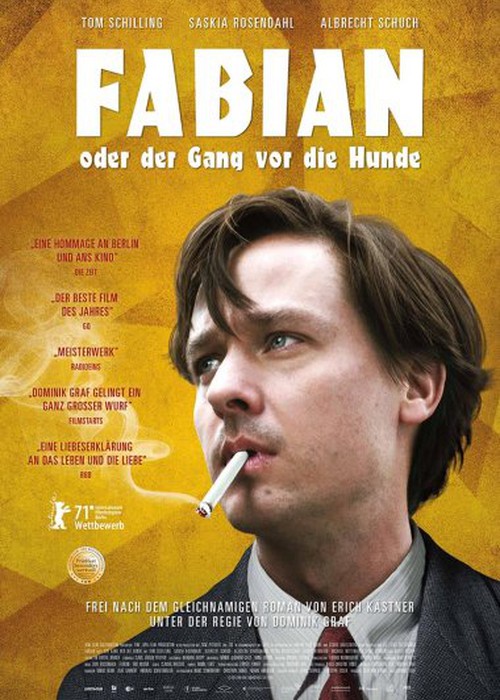 TOM SCHILLING SASKIA ROSENDAHL ALBRECHT SCHUCH
FABIAN
oder der Gang vor die Hunde
„EINE HOMMAGE AN BERLIN
UND ANS KINO“
DIE ZEIT
„DER BESTE FILM
DES JAHRES“
GQ
„MEISTERWERK“
RADIOEINS
„DOMINIK GRAF GELINGT EIN
GANZ GROSSER WURF“
FILMSTARTS
„EINE LIEBESERKLÄRUNG
AN DAS LEBEN UND DIE LIEBE“
RBB
71.
Internationale
Filmfestspiele
Berlin
Wettbewerb
FREI NACH DEM GLEICHNAMIGEN ROMAN VON ERICH KÄSTNER
UNTER DER REGIE VON DOMINIK GRAF